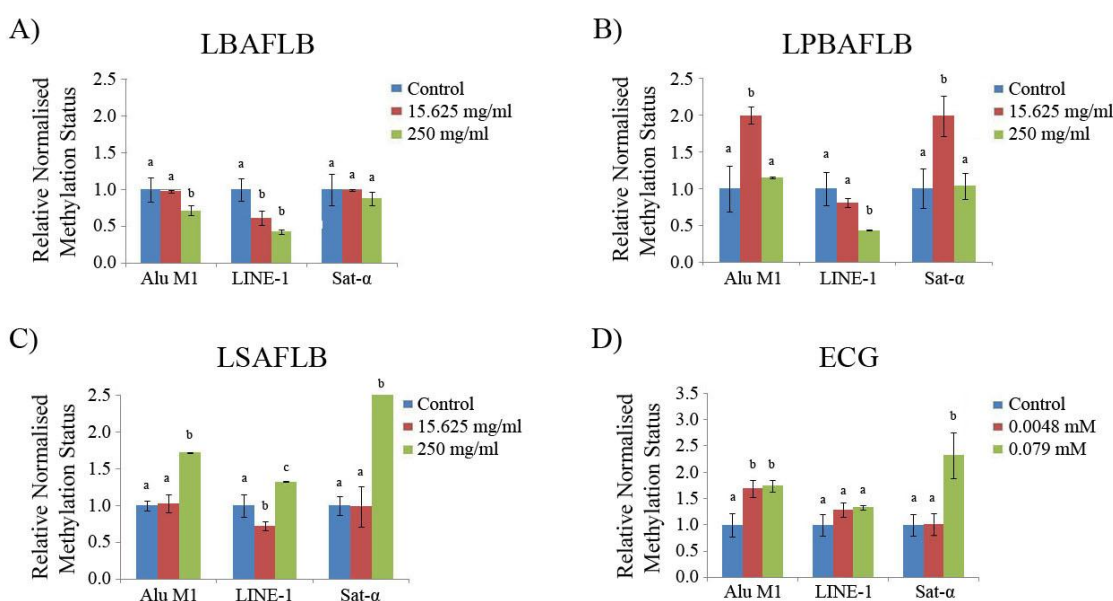 A)
LBAFLB
Relative Normalised
Methylation Status
2.5
2.0
1.5
1.0
0.5
0.0
a a b
a b b
a a a
Alu M1 LINE-1 Sat-α
Control
15.625 mg/ml
250 mg/ml
B)
LPBAFLB
Relative Normalised
Methylation Status
2.5
2.0
1.5
1.0
0.5
0.0
a b a
a a b
a b a
Alu M1 LINE-1 Sat-α
Control
15.625 mg/ml
250 mg/ml
C)
LSAFLB
Relative Normalised
Methylation Status
2.5
2.0
1.5
1.0
0.5
0.0
a a b
a b c
a a b
Alu M1 LINE-1 Sat-α
Control
15.625 mg/ml
250 mg/ml
D)
ECG
Relative Normalised
Methylation Status
3.5
3.0
2.5
2.0
1.5
1.0
0.5
0.0
a b b
a a a
a a b
Alu M1 LINE-1 Sat-α
Control
0.0048 mM
0.079 mM